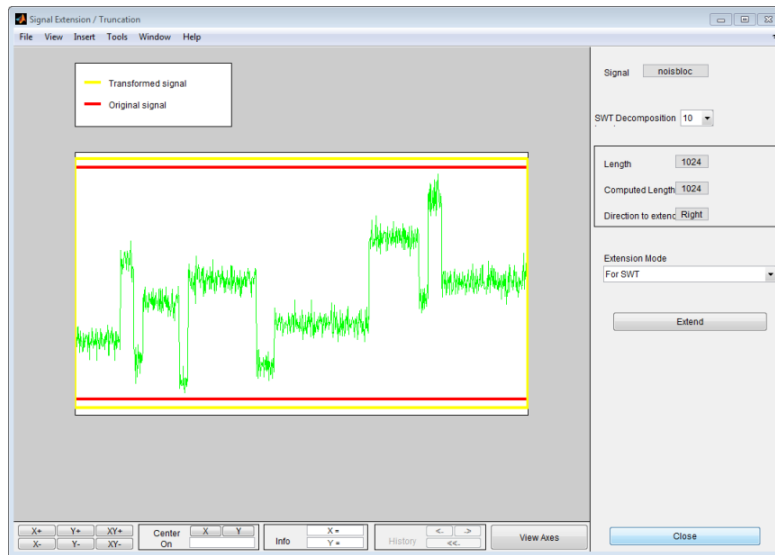 Signal Extension / Truncation
File View Insert Tools Window Help
Transformed signal
Original signal
Signal noisbloc
SWT Decomposition 10
Length 1024
Computed Length 1024
Direction to extend Right
Extension Mode
For SWT
Extend
X+ Y+ XY+
X- Y- XY-
Center On X Y
Info X = Y =
History <- -> <<-
View Axes
Close